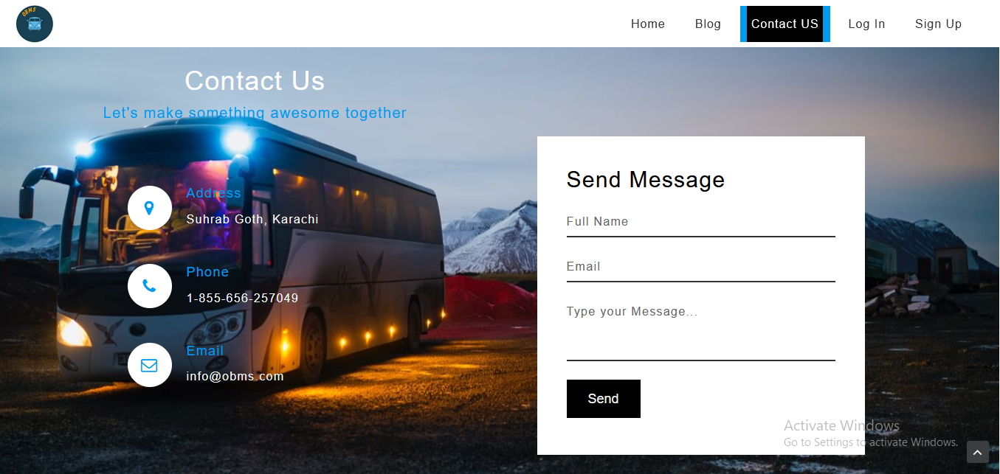 OBMS
Home
Blog
Contact US
Log In
Sign Up
Contact Us
Let's make something awesome together
Address
Suhrab Goth, Karachi
Phone
1-855-656-257049
Email
info@obms.com
Send Message
Full Name
Email
Type your Message...
Send
Activate Windows
Go to Settings to activate Windows.